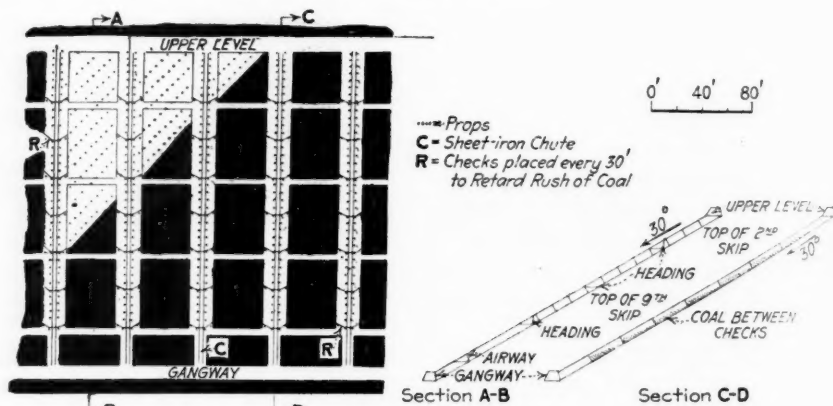 A
C
UPPER LEVEL
R
C
R
GANGWAY
Props
C = Sheet-iron Chute
R = Checks placed every 30'
to Retard Rush of Coal
0' 40' 80'
30°
UPPER LEVEL
TOP OF 2ND
SKIP
30°
HEADING
TOP OF 9TH
SKIP
HEADING
COAL BETWEEN
CHECKS
AIRWAY
GANGWAY
Section A-B
Section C-D